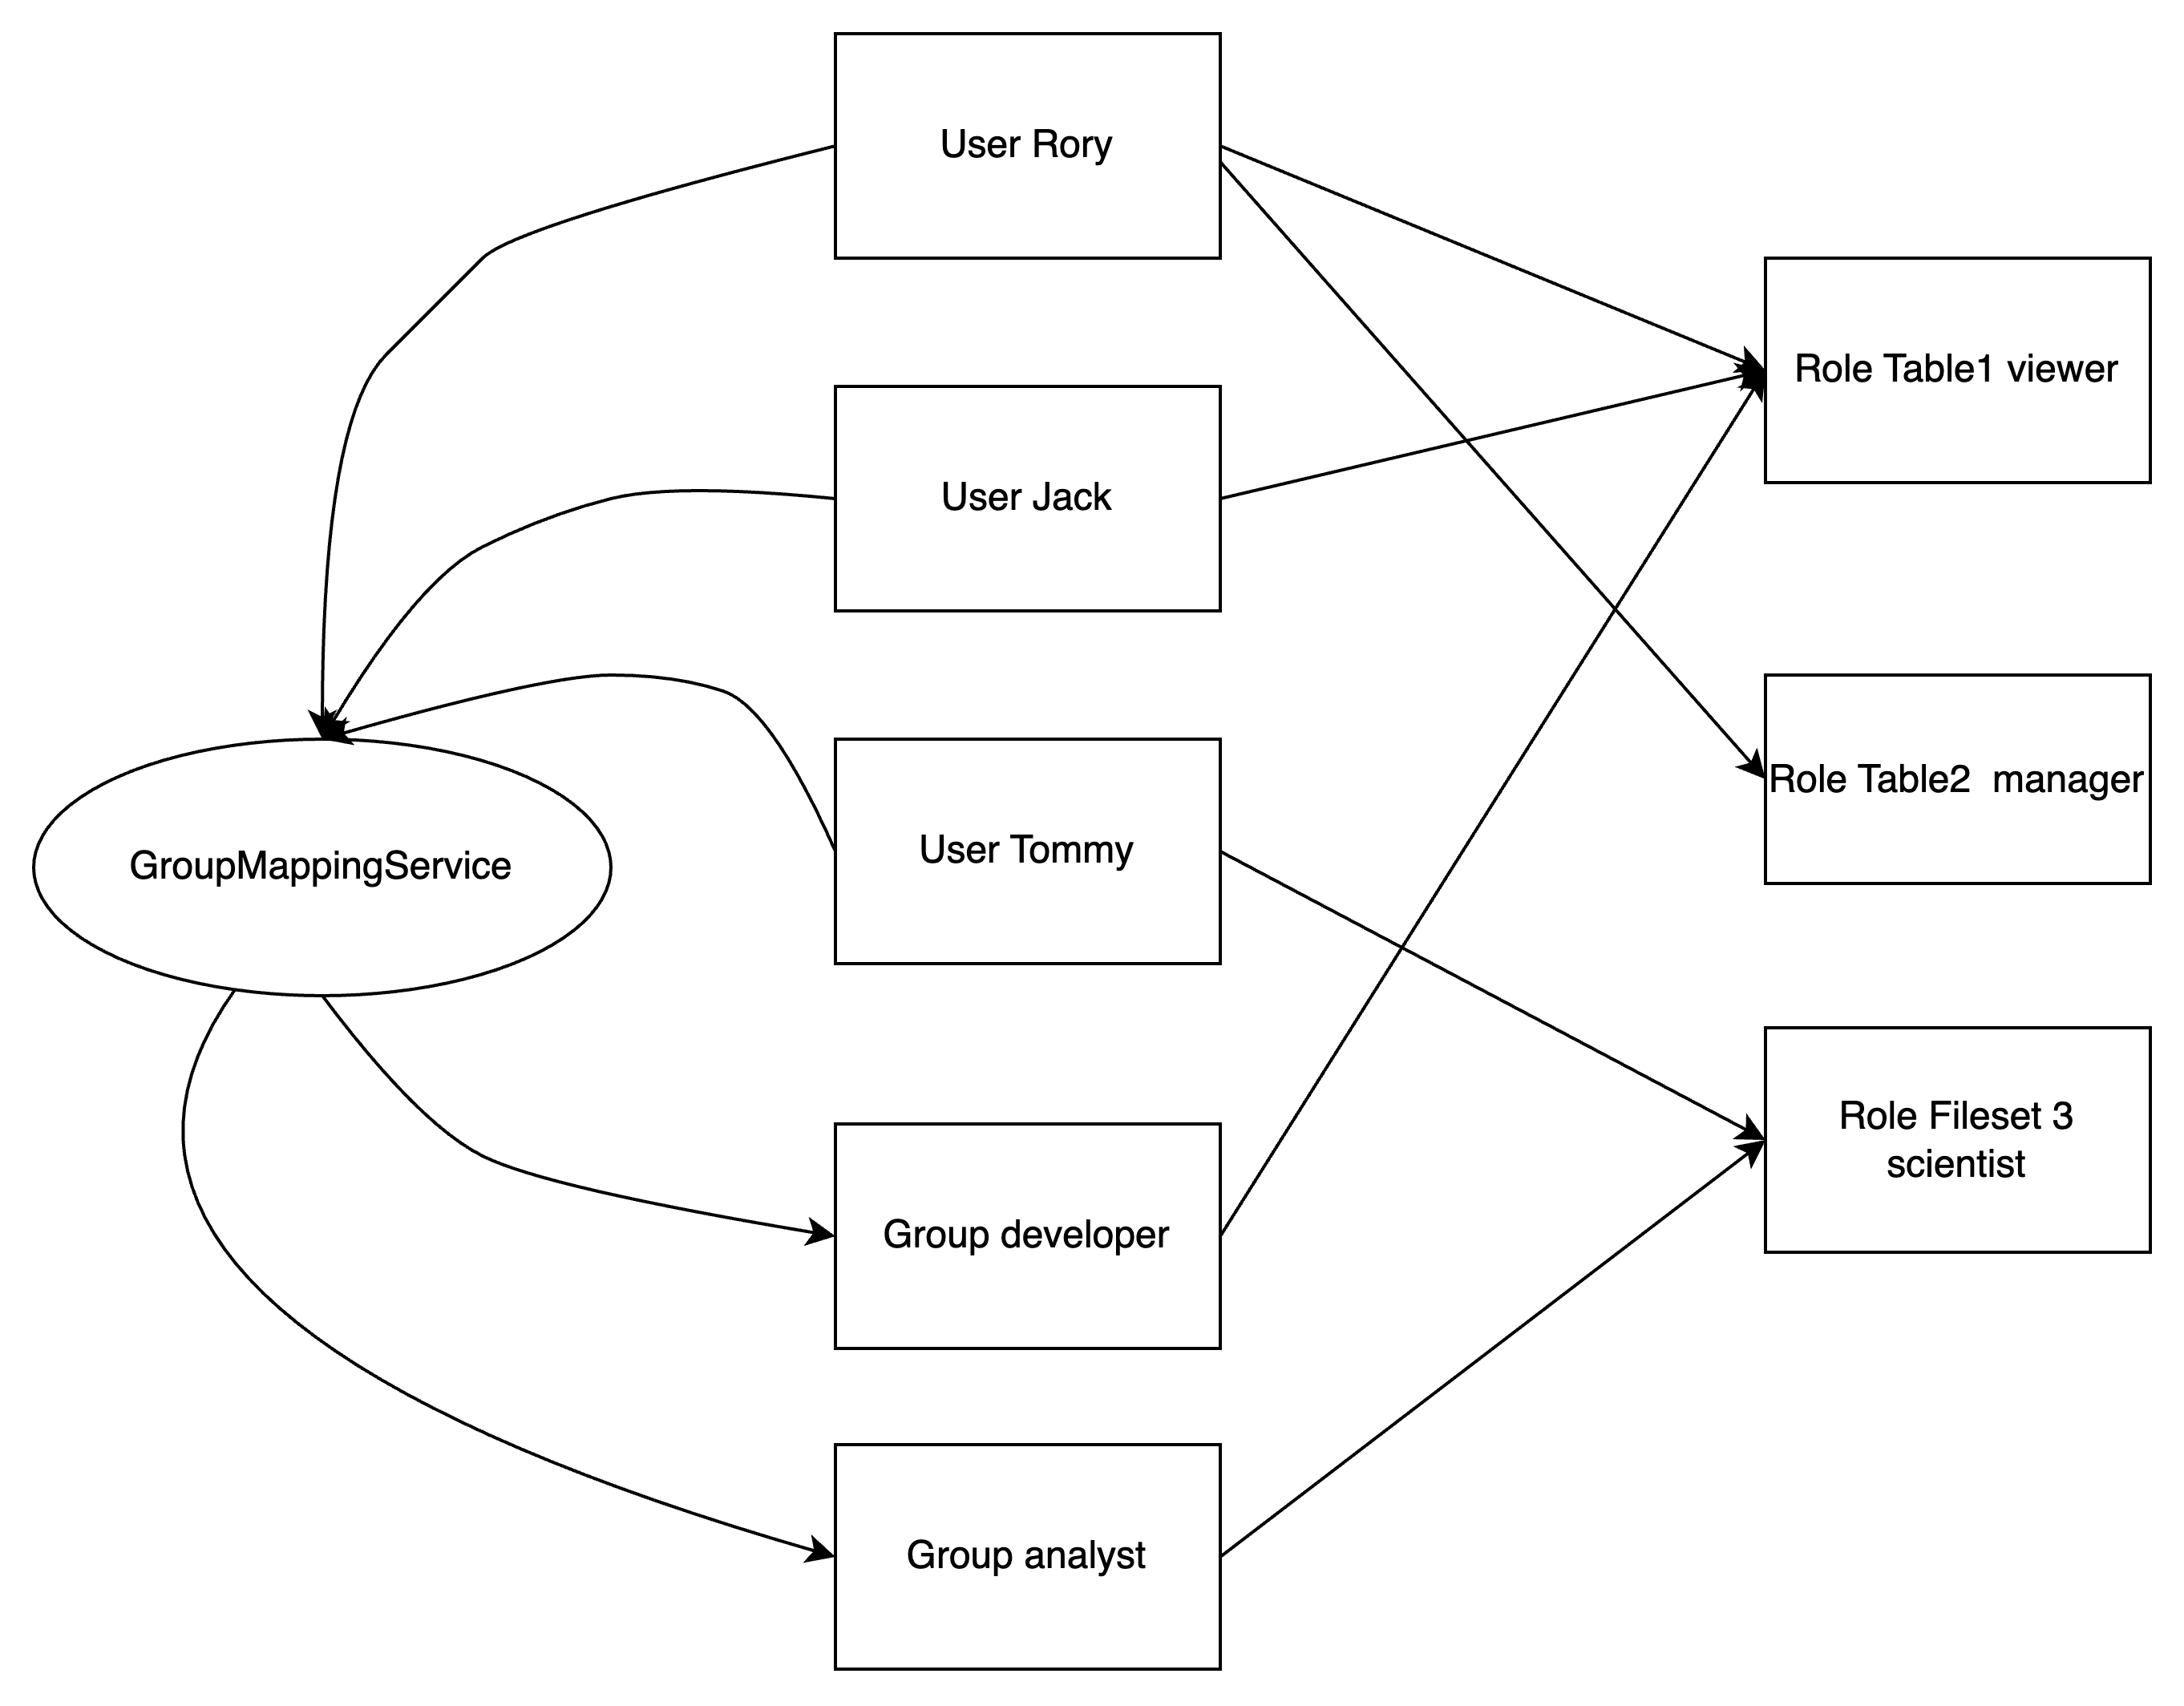 User Rory
Role Table1 viewer
User Jack
Role Table2  manager
User Tommy
GroupMappingService
Role Fileset 3
scientist
Group developer
Group analyst